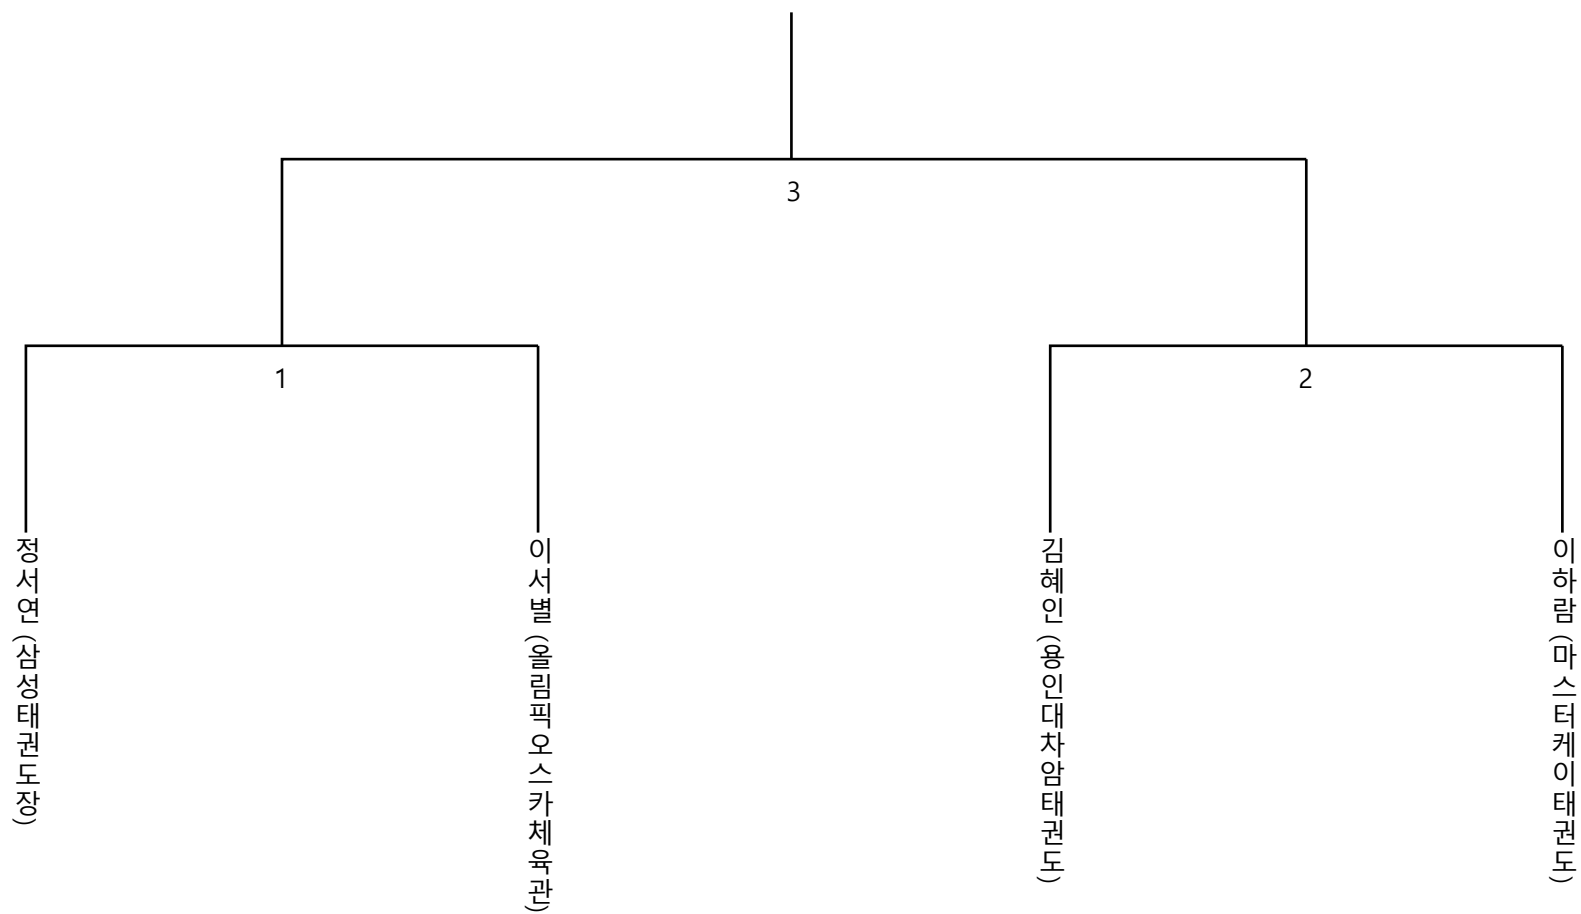 3
1
2
정서연 (삼성태권도장)
이서별 (올림픽오스카체육관)
김혜인 (용인대차암태권도)
이하람 (마스터케이태권도)